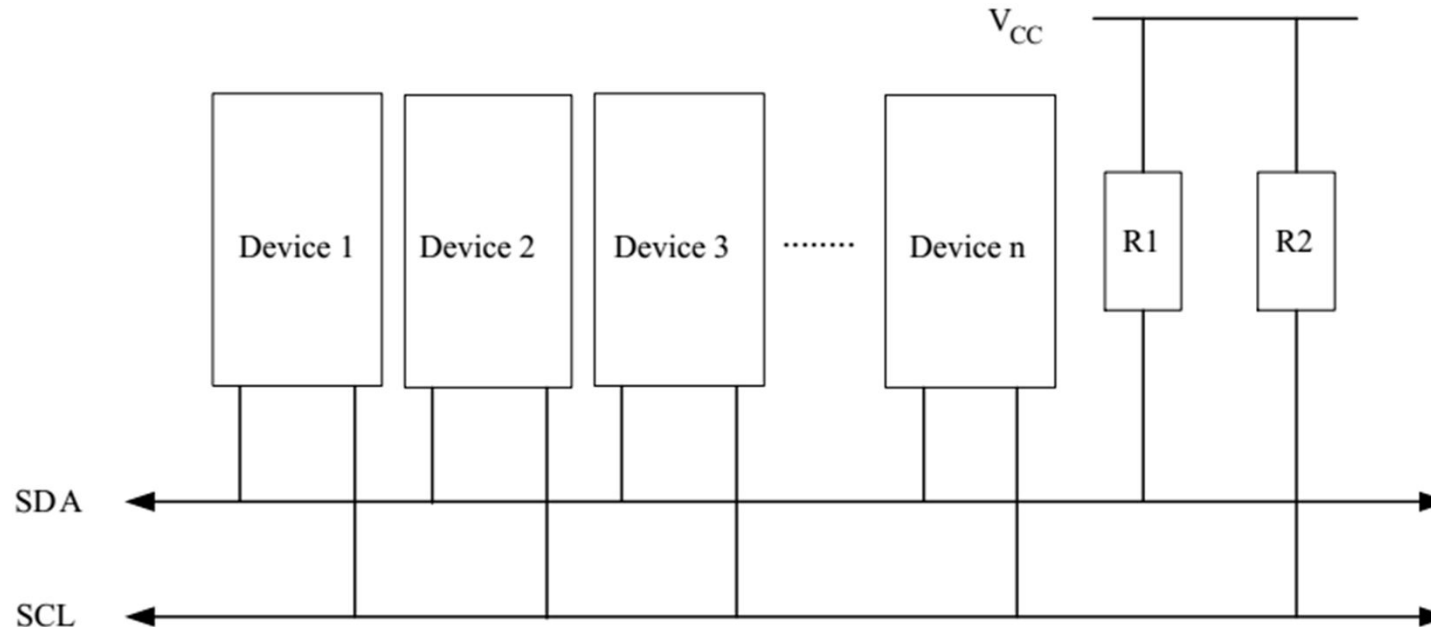 VCC
Device 1
Device 2
Device 3
........
Device n
R1
R2
SDA
SCL